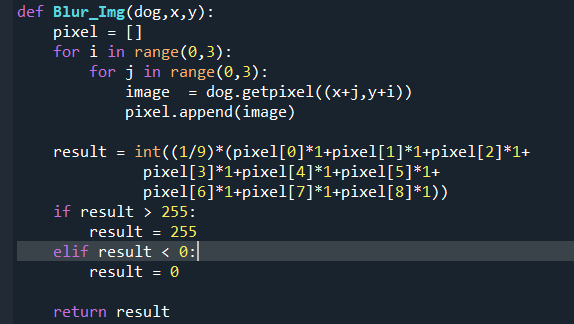 def Blur_Img(dog,x,y):
    pixel = []
    for i in range(0,3):
        for j in range(0,3):
            image  = dog.getpixel((x+j,y+i))
            pixel.append(image)
    result = int((1/9)*(pixel[0]*1+pixel[1]*1+pixel[2]*1+
              pixel[3]*1+pixel[4]*1+pixel[5]*1+
              pixel[6]*1+pixel[7]*1+pixel[8]*1))
    if result > 255:
        result = 255
    elif result < 0:
        result = 0
    return result